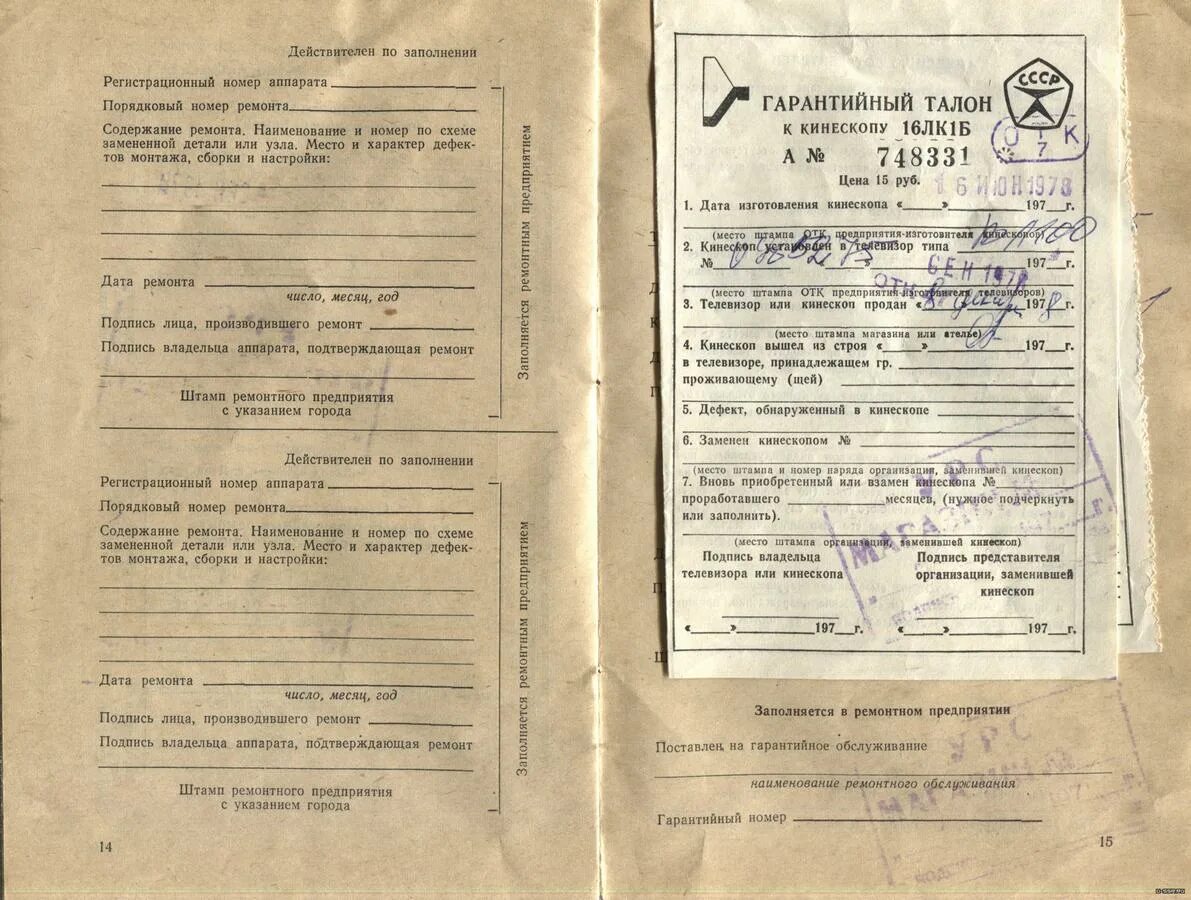 Действителен по заполнении
Регистрационный номер аппарата
Порядковый номер ремонта
Содержание ремонта. Наименование и номер по схеме
замененной детали или узла. Место и характер дефек-
тов монтажа, сборки и настройки:
Дата ремонта
число, месяц, год
Подпись лица, производившего ремонт
Подпись владельца аппарата, подтверждающая ремонт
Штамп ремонтного предприятия
с указанием города
Заполняется ремонтным предприятием
Действителен по заполнении
Регистрационный номер аппарата
Порядковый номер ремонта
Содержание ремонта. Наименование и номер по схеме
замененной детали или узла. Место и характер дефек-
тов монтажа, сборки и настройки:
Дата ремонта
число, месяц, год
Подпись лица, производившего ремонт
Подпись владельца аппарата, подтверждающая ремонт
Штамп ремонтного предприятия
с указанием города
Заполняется ремонтным предприятием
14
СССР
ГАРАНТИЙНЫЙ ТАЛОН
К КИНЕСКОПУ 16ЛК1Б
ОТК
7
А № 748331
Цена 15 руб.
16 ИЮН 1978
1. Дата изготовления кинескопа « » 197 г.
(место штампа ОТК предприятия-изготовителя кинескопов)
2. Кинескоп установлен в телевизор типа
№ « » 197 г.
СЕН 1978
ОТК
(место штампа ОТК предприятия-изготовителя телевизоров)
3. Телевизор или кинескоп продан « 197 8 г.
(место штампа магазина или ателье)
4. Кинескоп вышел из строя « » 197 г.
в телевизоре, принадлежащем гр.
проживающему (щей)
5. Дефект, обнаруженный в кинескопе
6. Заменен кинескопом №
(место штампа и номер наряда организации, заменившей кинескоп)
7. Вновь приобретенный или взамен кинескопа №
проработавшего месяцев, (нужное подчеркнуть
или заполнить).
(место штампа организации, заменившей кинескоп)
УРС
МАГАЗИН
Подпись владельца
телевизора или кинескопа
Подпись представителя
организации, заменившей
кинескоп
« » 197 г. « » 197 г.
Заполняется в ремонтном предприятии
Поставлен на гарантийное обслуживание
УРС
наименование ремонтного обслуживания
МАГАЗИН №
Гарантийный номер
15